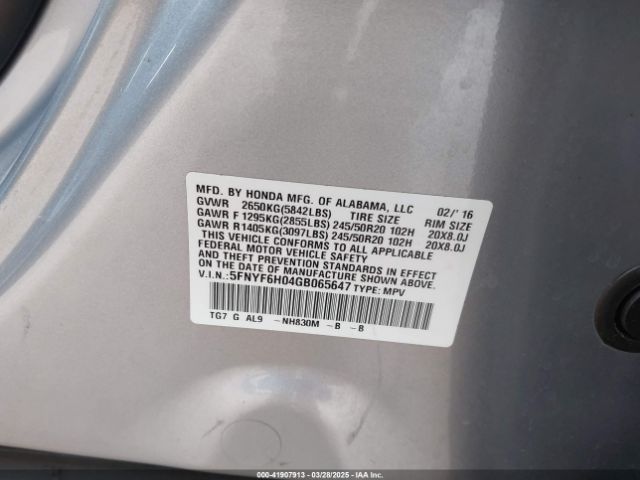 MFD. BY HONDA MFG. OF ALABAMA, LLC 02/'16
GVWR 2650KG(5842LBS) TIRE SIZE RIM SIZE
GAWR F 1295KG(2855LBS) 245/50R20 102H 20X8.0J
GAWR R1405KG(3097LBS) 245/50R20 102H 20X8.0J
THIS VEHICLE CONFORMS TO ALL APPLICABLE
FEDERAL MOTOR VEHICLE SAFETY
AND THEFT PREVENTION STANDARDS IN EFFECT
ON THE DATE OF MANUFACTURE SHOWN ABOVE.
V.I.N.: 5FNYF6H04GB065647 TYPE: MPV
TG7 G AL9 -NH830M -B -B
000-41907913 | 03/28/2025 | IAAI.COM